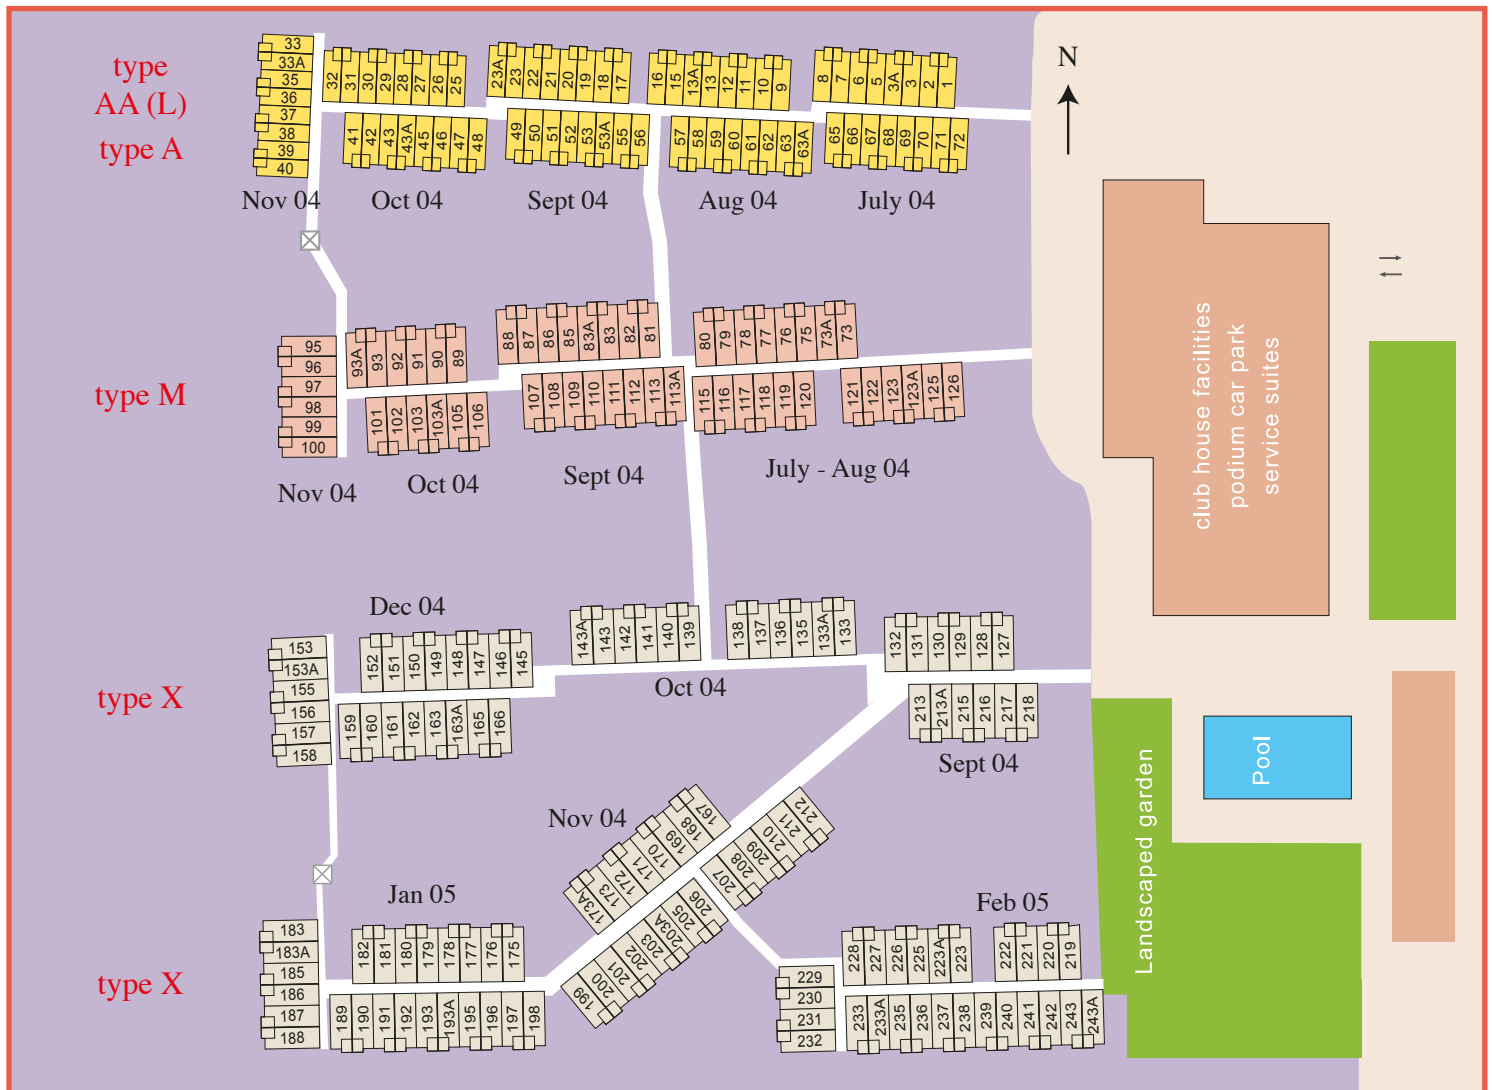 type
AA (L)
type A
33
33A
35
36
37
38
39
40
32 31 30 29 28 27 26 25
23A 23 22 21 20 19 18 17
16 15 13A 13 12 11 10 9
8 7 6 5 3A 3 2 1
41 42 43 43A 45 46 47 48
49 50 51 52 53 53A 55 56
57 58 59 60 61 62 63 63A
65 66 67 68 69 70 71 72
Nov 04
Oct 04
Sept 04
Aug 04
July 04
N
type M
95
96
97
98
99
100
93A 93 92 91 90 89
88 87 86 85 83A 83 82 81
80 79 78 77 76 75 73A 73
101 102 103 103A 105 106
107 108 109 110 111 112 113 113A
115 116 117 118 119 120
121 122 123 123A 125 126
Nov 04
Oct 04
Sept 04
July - Aug 04
club house facilities
podium car park
service suites
Dec 04
type X
153
153A
155
156
157
158
152 151 150 149 148 147 146 145
143A 143 142 141 140 139
138 137 136 135 133A 133
132 131 130 129 128 127
159 160 161 162 163 163A 165 166
Oct 04
213 213A 215 216 217 218
Sept 04
Pool
Landscaped garden
Nov 04
173A 173 172 171 170 169 168 167
199 200 201 202 203 203A 205 206
207 208 209 210 211 212
Jan 05
Feb 05
type X
183
183A
185
186
187
188
182 181 180 179 178 177 176 175
189 190 191 192 193 193A 195 196 197 198
228 227 226 225 223A 223
222 221 220 219
229
230
231
232
233 233A 235 236 237 238 239 240 241 242 243 243A